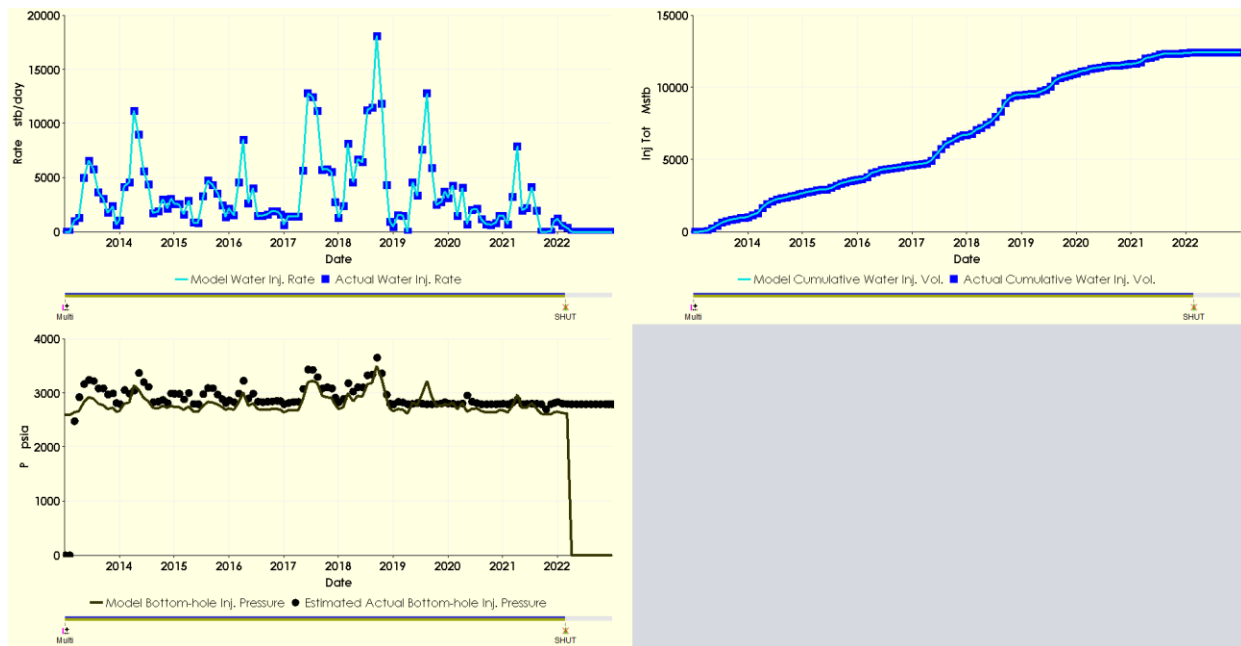 20000
15000
10000
5000
0
Rate stb/day
2014 2015 2016 2017 2018 2019 2020 2021 2022
Date
Model Water Inj. Rate Actual Water Inj. Rate
Multi SHUT
15000
10000
5000
0
Inj Tot Mstb
2014 2015 2016 2017 2018 2019 2020 2021 2022
Date
Model Cumulative Water Inj. Vol. Actual Cumulative Water Inj. Vol.
Multi SHUT
4000
3000
2000
1000
0
P psia
2014 2015 2016 2017 2018 2019 2020 2021 2022
Date
Model Bottom-hole Inj. Pressure Estimated Actual Bottom-hole Inj. Pressure
Multi SHUT